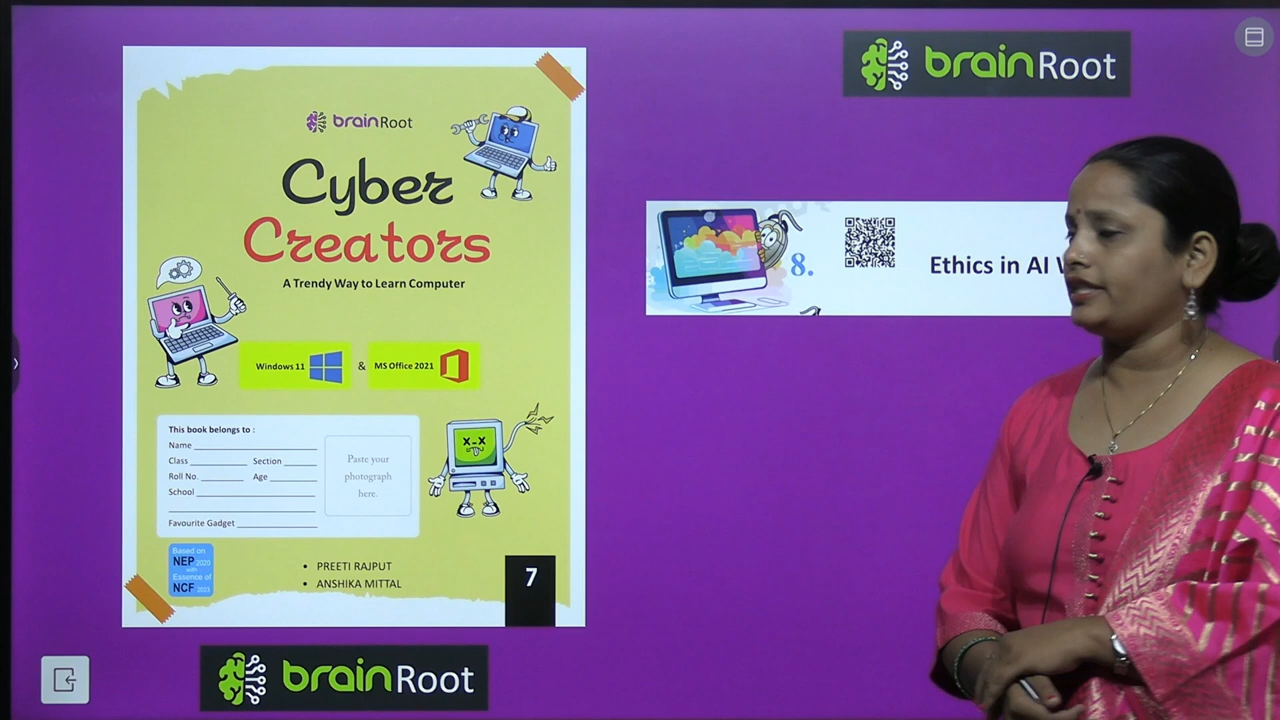 brainRoot
Cyber
Creators
A Trendy Way to Learn Computer
Windows 11
&
MS Office 2021
This book belongs to :
Name
Class
Section
Roll No.
Age
School
Favourite Gadget
Paste your
photograph
here.
Based on
NEP 2020
with
Essence of
NCF 2023
• PREETI RAJPUT
• ANSHIKA MITTAL
7
brainRoot
brainRoot
8.
Ethics in AI